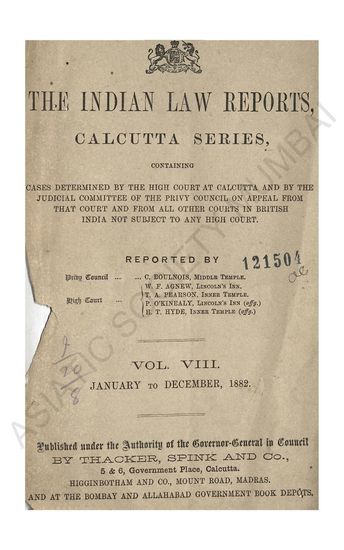 THE INDIAN LAW REPORTS,
CALCUTTA SERIES,
CONTAINING
CASES DETERMINED BY THE HIGH COURT AT CALCUTTA AND BY THE
JUDICIAL COMMITTEE OF THE PRIVY COUNCIL ON APPEAL FROM
THAT COURT AND FROM ALL OTHER COURTS IN BRITISH
INDIA NOT SUBJECT TO ANY HIGH COURT.
REPORTED BY
121504
Privy Council ... ... C. BOULNOIS, MIDDLE TEMPLE.
W. F. AGNEW, LINCOLN'S INN.
High Court ... T. A. PEARSON, INNER TEMPLE.
P. O'KINEALY, LINCOLN'S INN (offg.)
H. T. HYDE, INNER TEMPLE (offg.)
VOL. VIII.
JANUARY TO DECEMBER, 1882.
Published under the Authority of the Governor-General in Council
BY THACKER, SPINK AND CO.,
5 & 6, Government Place, Calcutta.
HIGGINBOTHAM AND CO., MOUNT ROAD, MADRAS.
AND AT THE BOMBAY AND ALLAHABAD GOVERNMENT BOOK DEPÔTS.
ASIATIC SOCIETY MUMBAI